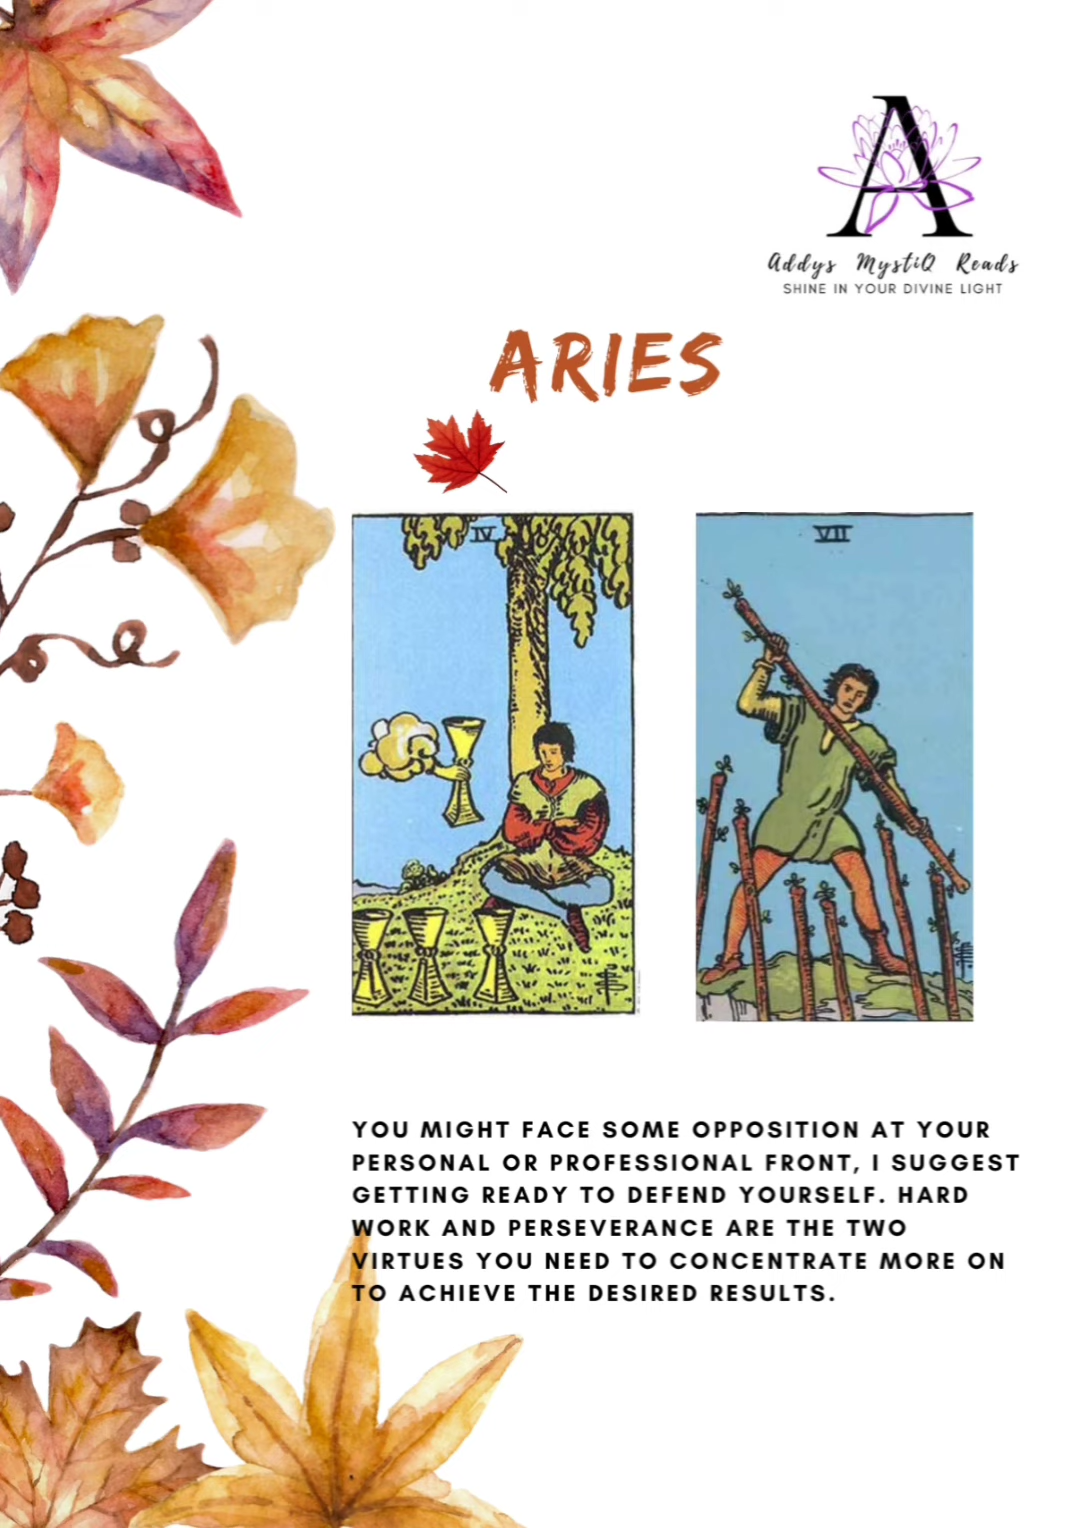 A
Addys MystiQ Reads
SHINE IN YOUR DIVINE LIGHT
ARIES
IV
VII
YOU MIGHT FACE SOME OPPOSITION AT YOUR
PERSONAL OR PROFESSIONAL FRONT, I SUGGEST
GETTING READY TO DEFEND YOURSELF. HARD
WORK AND PERSEVERANCE ARE THE TWO
VIRTUES YOU NEED TO CONCENTRATE MORE ON
TO ACHIEVE THE DESIRED RESULTS.